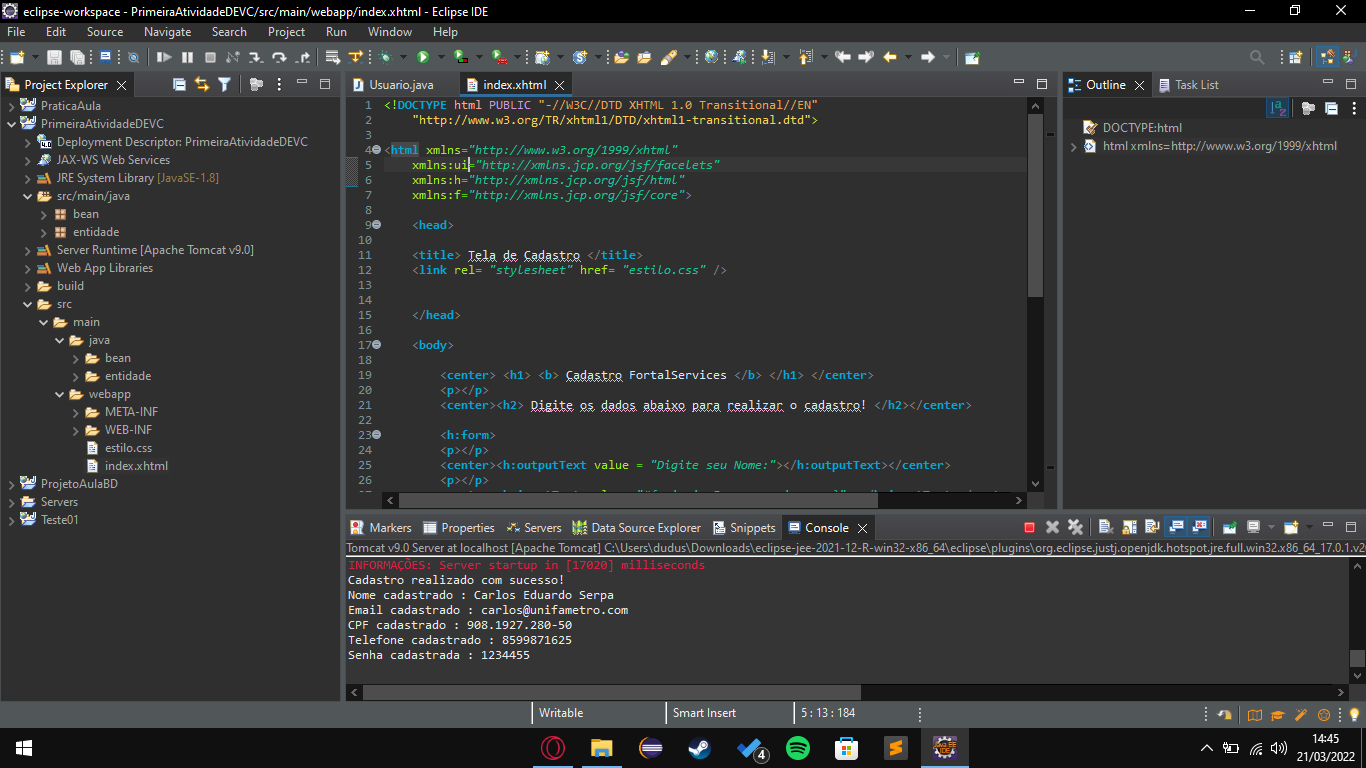 eclipse-workspace - PrimeiraAtividadeDEVC/src/main/webapp/index.xhtml - Eclipse IDE
File Edit Source Navigate Search Project Run Window Help
Project Explorer
PraticaAula
PrimeiraAtividadeDEVC
Deployment Descriptor: PrimeiraAtividadeDEVC
JAX-WS Web Services
JRE System Library [JavaSE-1.8]
src/main/java
bean
entidade
Server Runtime [Apache Tomcat v9.0]
Web App Libraries
build
src
main
java
bean
entidade
webapp
META-INF
WEB-INF
estilo.css
index.xhtml
ProjetoAulaBD
Servers
Teste01
Usuario.java index.xhtml
1 <!DOCTYPE html PUBLIC "-//W3C//DTD XHTML 1.0 Transitional//EN"
2 "http://www.w3.org/TR/xhtml1/DTD/xhtml1-transitional.dtd">
3
4 <html xmlns="http://www.w3.org/1999/xhtml"
5 xmlns:ui="http://xmlns.jcp.org/jsf/facelets"
6 xmlns:h="http://xmlns.jcp.org/jsf/html"
7 xmlns:f="http://xmlns.jcp.org/jsf/core">
8
9 <head>
10
11 <title> Tela de Cadastro </title>
12 <link rel= "stylesheet" href= "estilo.css" />
13
14
15 </head>
16
17 <body>
18
19 <center> <h1> <b> Cadastro FortalServices </b> </h1> </center>
20 <p></p>
21 <center><h2> Digite os dados abaixo para realizar o cadastro! </h2></center>
22
23 <h:form>
24 <p></p>
25 <center><h:outputText value = "Digite seu Nome:"></h:outputText></center>
26 <p></p>
Outline Task List
DOCTYPE:html
html xmlns=http://www.w3.org/1999/xhtml
Markers Properties Servers Data Source Explorer Snippets Console
Tomcat v9.0 Server at localhost [Apache Tomcat] C:\Users\dudus\Downloads\eclipse-jee-2021-12-R-win32-x86_64\eclipse\plugins\org.eclipse.justj.openjdk.hotspot.jre.full.win32.x86_64_17.0.1.v20
INFORMAÇÕES: Server startup in [17020] milliseconds
Cadastro realizado com sucesso!
Nome cadastrado : Carlos Eduardo Serpa
Email cadastrado : carlos@unifametro.com
CPF cadastrado : 908.1927.280-50
Telefone cadastrado : 8599871625
Senha cadastrada : 1234455
Writable Smart Insert 5 : 13 : 184
4
14:45
21/03/2022